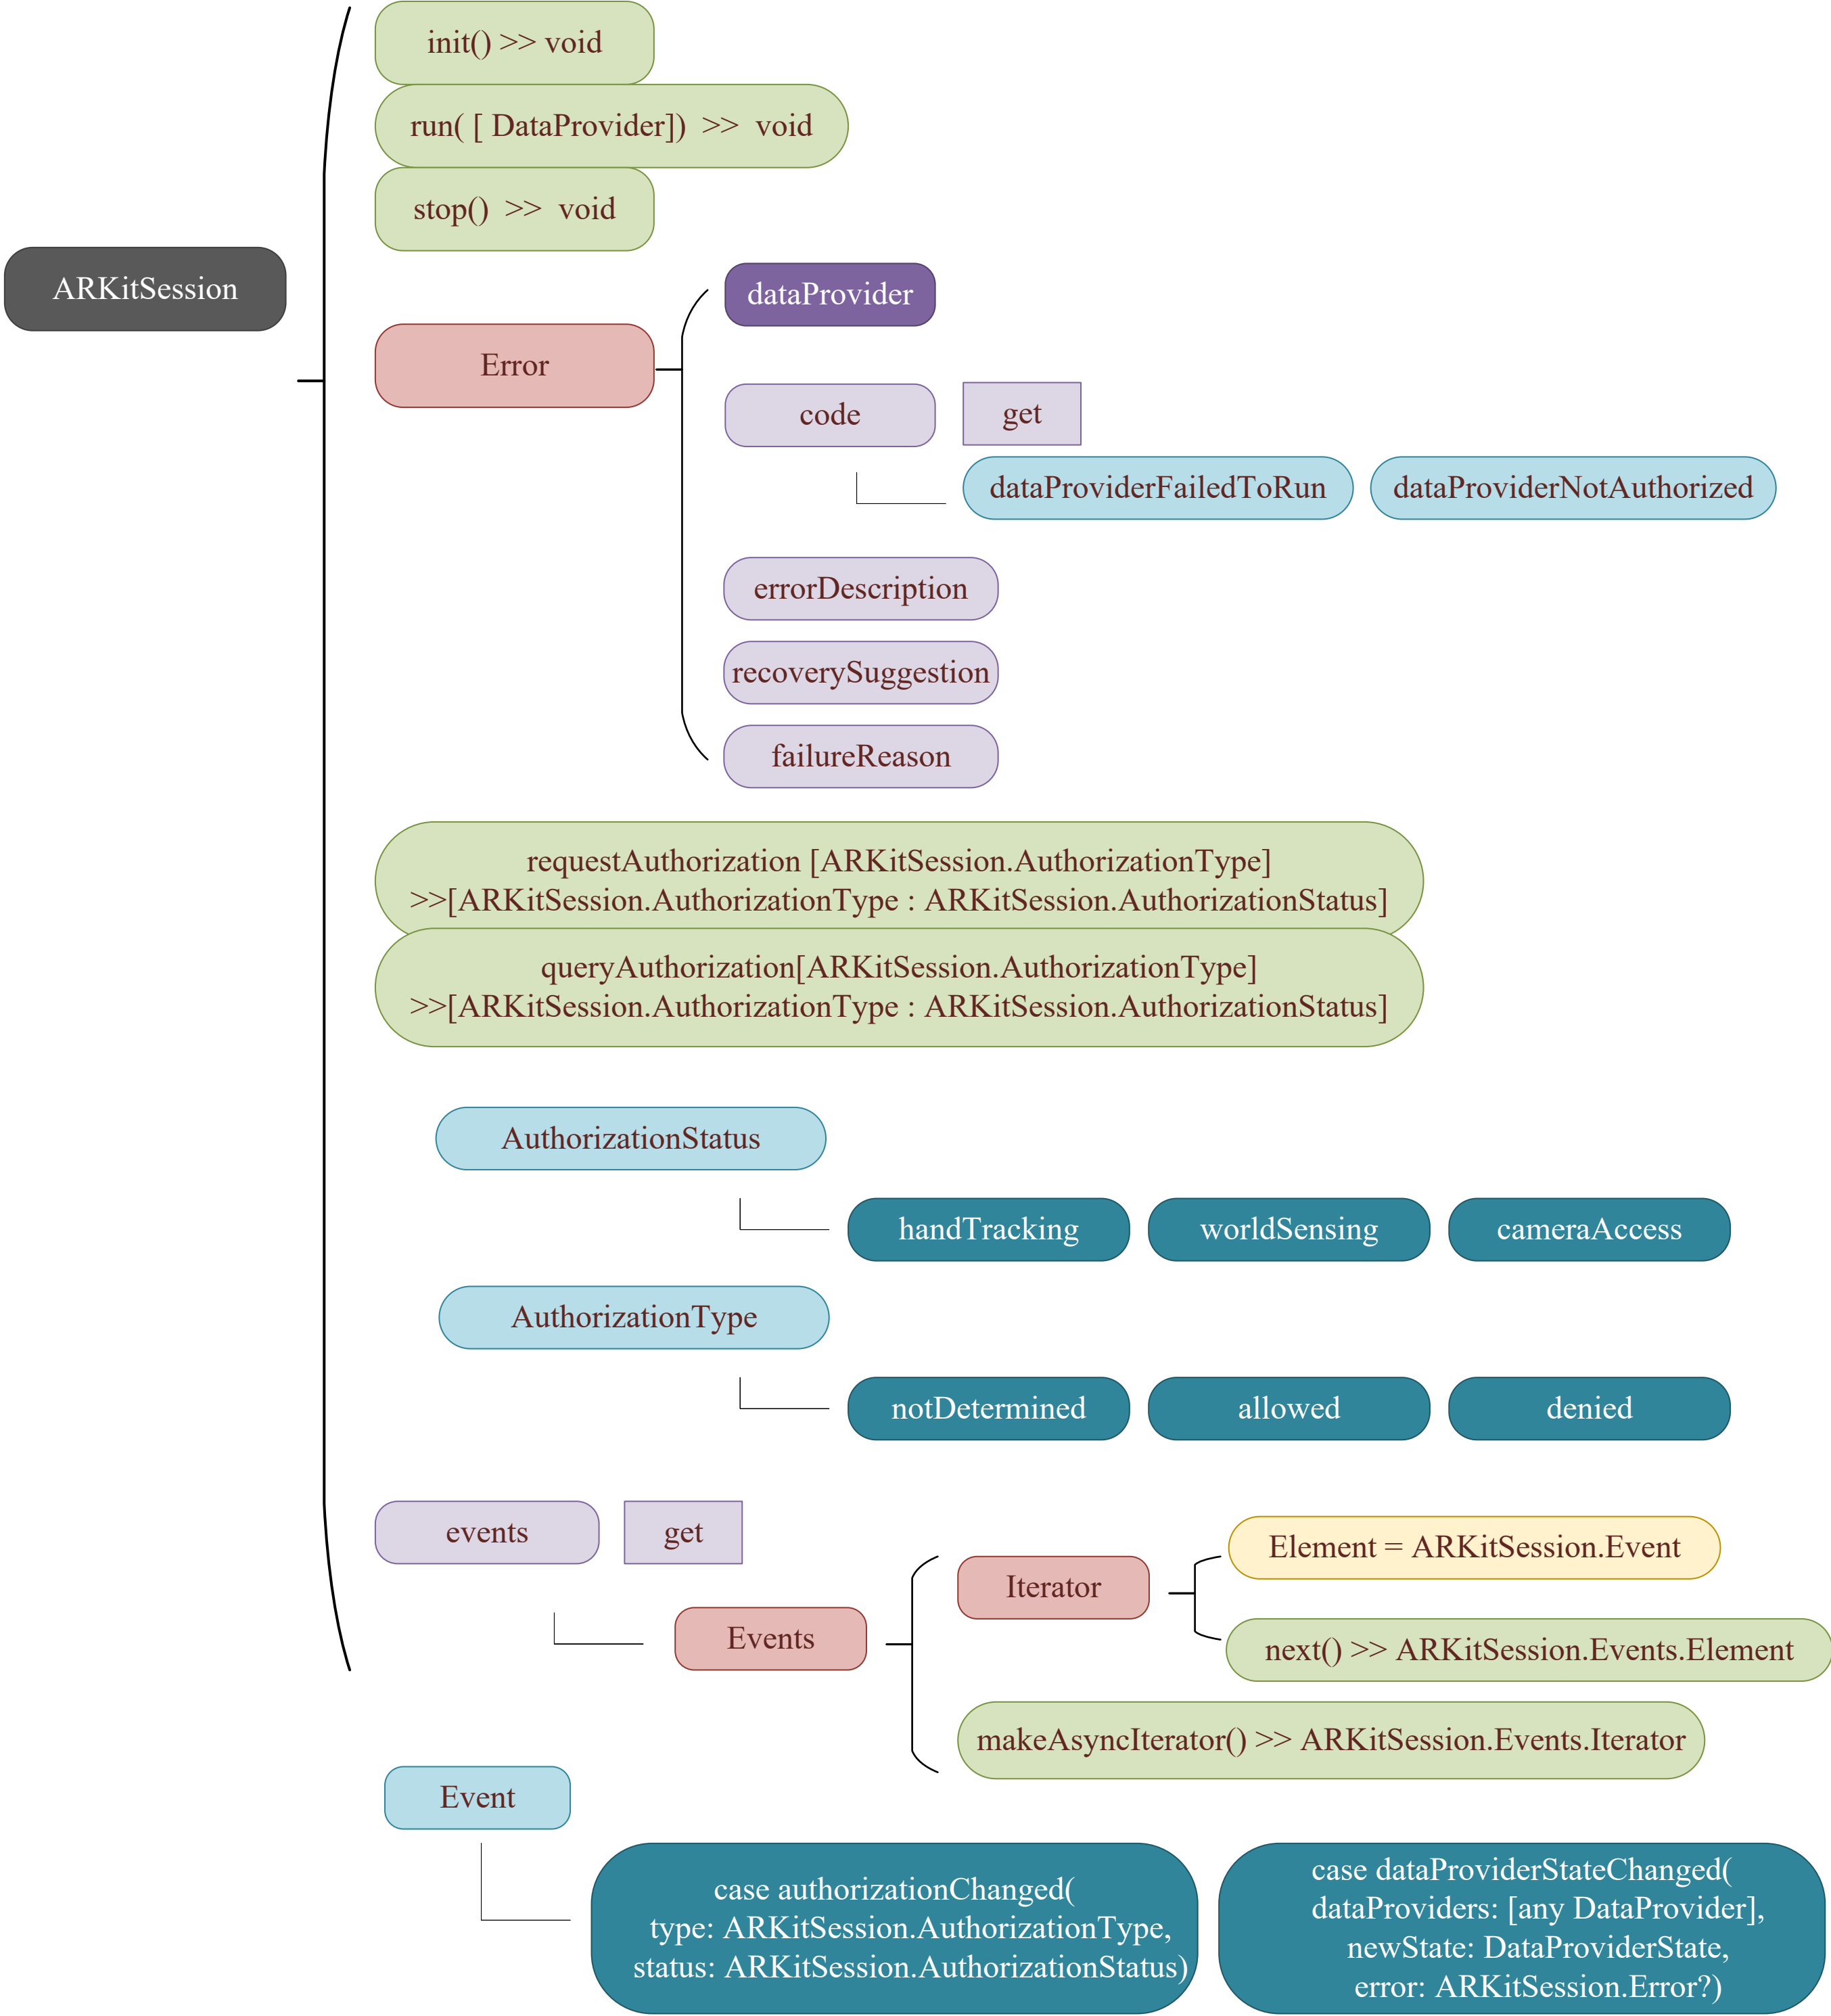 ARKitSession
init() >> void
run( [ DataProvider])  >>  void
stop()  >>  void
Error
dataProvider
code
get
dataProviderFailedToRun
dataProviderNotAuthorized
errorDescription
recoverySuggestion
failureReason
requestAuthorization [ARKitSession.AuthorizationType]
>>[ARKitSession.AuthorizationType : ARKitSession.AuthorizationStatus]
queryAuthorization[ARKitSession.AuthorizationType]
>>[ARKitSession.AuthorizationType : ARKitSession.AuthorizationStatus]
AuthorizationStatus
handTracking
worldSensing
cameraAccess
AuthorizationType
notDetermined
allowed
denied
events
get
Events
Iterator
Element = ARKitSession.Event
next() >> ARKitSession.Events.Element
makeAsyncIterator() >> ARKitSession.Events.Iterator
Event
case authorizationChanged(
type: ARKitSession.AuthorizationType,
status: ARKitSession.AuthorizationStatus)
case dataProviderStateChanged(
dataProviders: [any DataProvider],
newState: DataProviderState,
error: ARKitSession.Error?)